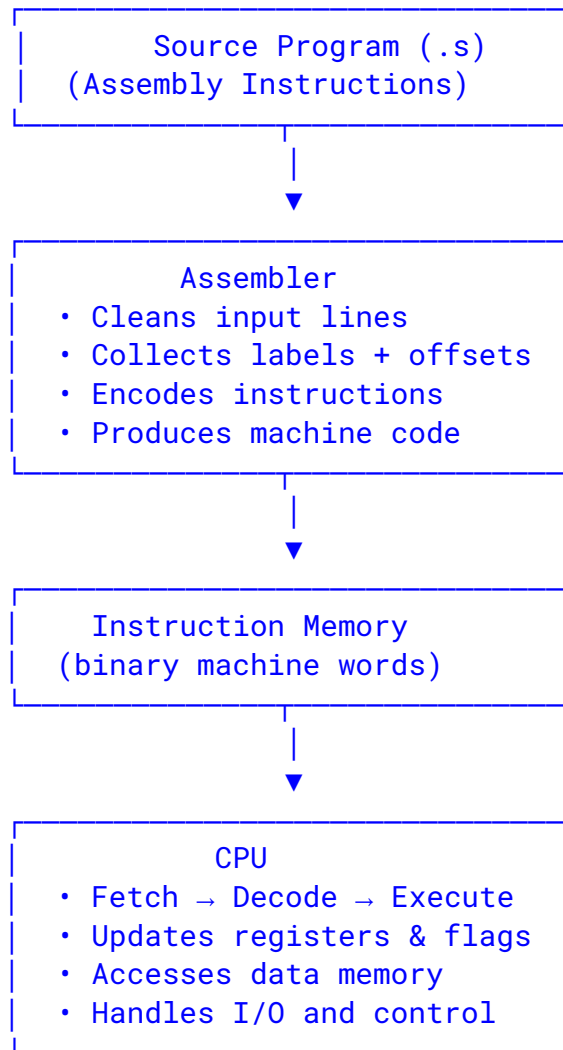 Source Program (.s)
(Assembly Instructions)
▼
Assembler
• Cleans input lines
• Collects labels + offsets
• Encodes instructions
• Produces machine code
▼
Instruction Memory
(binary machine words)
▼
CPU
• Fetch → Decode → Execute
• Updates registers & flags
• Accesses data memory
• Handles I/O and control